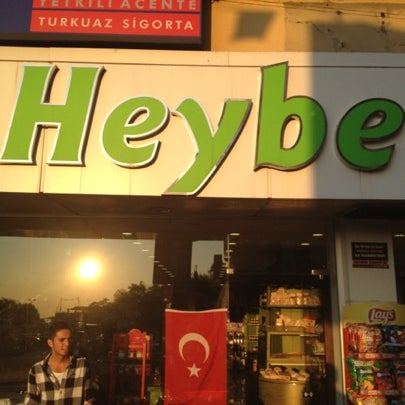 YETKİLİ ACENTE
TURKUAZ SİGORTA
Heybe
Lay's